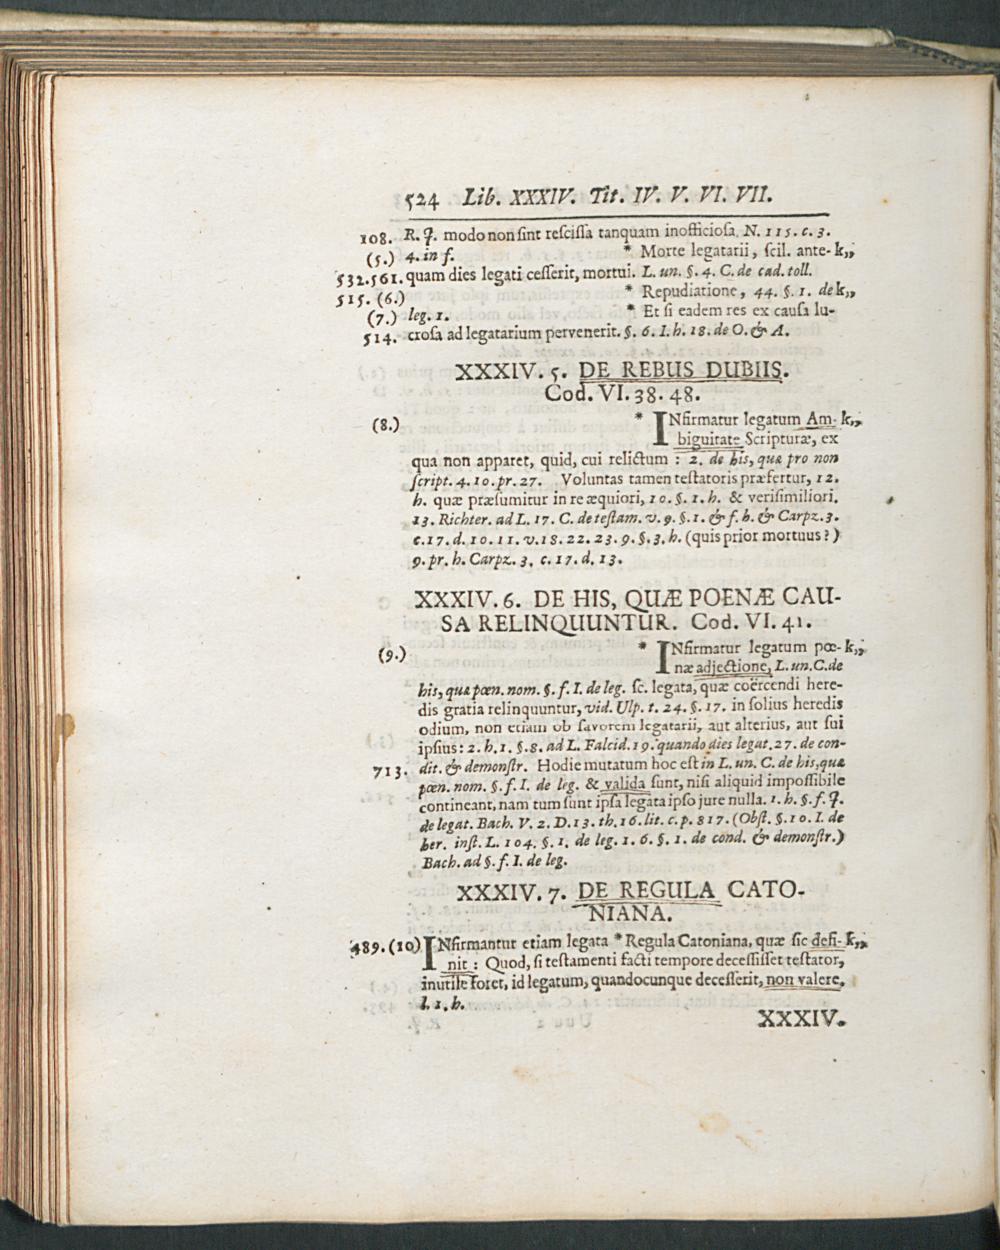 524 Lib. XXXIV. Tit. IV. V. VI. VII.
108. R. J. modo non sint rescissa tanquam inofficiosa, N. 115. c. 3.
(5.) 4. in f. * Morte legatarii, scil. ante- k,,
532.561. quam dies legati cesserit, mortui. L. un. §. 4. C. de cad. toll.
515. (6.) * Repudiatione, 44. §. 1. de k,,
(7.) leg. 1. * Et si eadem res ex causa lu-
514. crosa ad legatarium pervenerit. §. 6. I. h. 18. de O. & A.
XXXIV. 5. DE REBUS DUBIIS.
Cod. VI. 38. 48.
(8.) * INfirmatur legatum Am- k,,
biguitate Scripturæ, ex
qua non apparet, quid, cui relictum : 2. de his, quæ pro non
script. 4. 10. pr. 27. Voluntas tamen testatoris præfertur, 12.
h. quæ præsumitur in re æquiori, 10. §. 1. h. & verisimiliori.
13. Richter. ad L. 17. C. de testam. v. 9. §. 1. & f. h. & Carpz. 3.
c. 17. d. 10. 11. v. 18. 22. 23. 9. §. 3. h. (quis prior mortuus?)
9. pr. h. Carpz. 3. c. 17. d. 13.
XXXIV. 6. DE HIS, QUÆ POENÆ CAU-
SA RELINQUUNTUR. Cod. VI. 41.
(9.) * INfirmatur legatum pœ- k,,
næ adjectione, L. un. C. de
his, quæ pœn. nom. §. f. I. de leg. sc. legata, quæ coërcendi here-
dis gratia relinquuntur, vid. Ulp. t. 24. §. 17. in solius heredis
odium, non etiam ob favorem legatarii, aut alterius, aut sui
ipsius: 2. h. 1. §. 8. ad L. Falcid. 19. quando dies legat. 27. de con-
713. dit. & demonstr. Hodie mutatum hoc est in L. un. C. de his, quæ
pœn. nom. §. f. I. de leg. & valida sunt, nisi aliquid impossibile
contineant, nam tum sunt ipsa legata ipso jure nulla. 1. h. §. f. J.
de legat. Bach. V. 2. D. 13. th. 16. lit. c. p. 817. (Obst. §. 10. I. de
her. inst. L. 104. §. 1. de leg. 1. 6. §. 1. de cond. & demonstr.)
Bach. ad §. f. I. de leg.
XXXIV. 7. DE REGULA CATO-
NIANA.
489. (10) INfirmantur etiam legata * Regula Catoniana, quæ sic defi- k,,
nit : Quod, si testamenti facti tempore decessisset testator,
inutile foret, id legatum, quandocunque decesserit, non valere.
l. 1. h.
XXXIV.